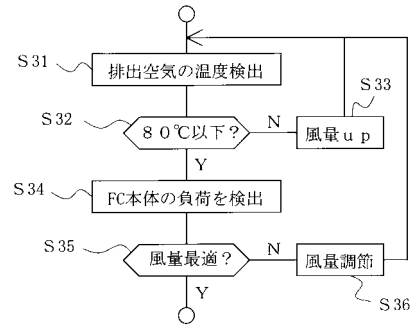 S31
排出空気の温度検出
S32
８０℃以下？
N
S33
風量ｕｐ
Y
S34
FC本体の負荷を検出
S35
風量最適？
N
風量調節
S36
Y